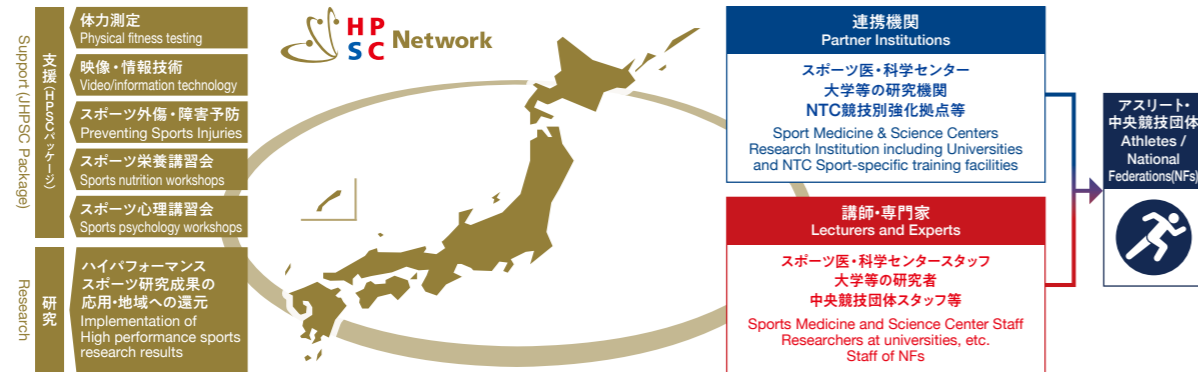 支援(HPSCパッケージ)
Support (JHPSC Package)
体力測定
Physical fitness testing
映像・情報技術
Video/information technology
スポーツ外傷・障害予防
Preventing Sports Injuries
スポーツ栄養講習会
Sports nutrition workshops
スポーツ心理講習会
Sports psychology workshops
研究
Research
ハイパフォーマンス
スポーツ研究成果の
応用・地域への還元
Implementation of
High performance sports
research results
HP
SC Network
連携機関
Partner Institutions
スポーツ医・科学センター
大学等の研究機関
NTC競技別強化拠点等
Sport Medicine & Science Centers
Research Institution including Universities
and NTC Sport-specific training facilities
講師・専門家
Lecturers and Experts
スポーツ医・科学センタースタッフ
大学等の研究者
中央競技団体スタッフ等
Sports Medicine and Science Center Staff
Researchers at universities, etc.
Staff of NFs
アスリート・
中央競技団体
Athletes /
National
Federations(NFs)